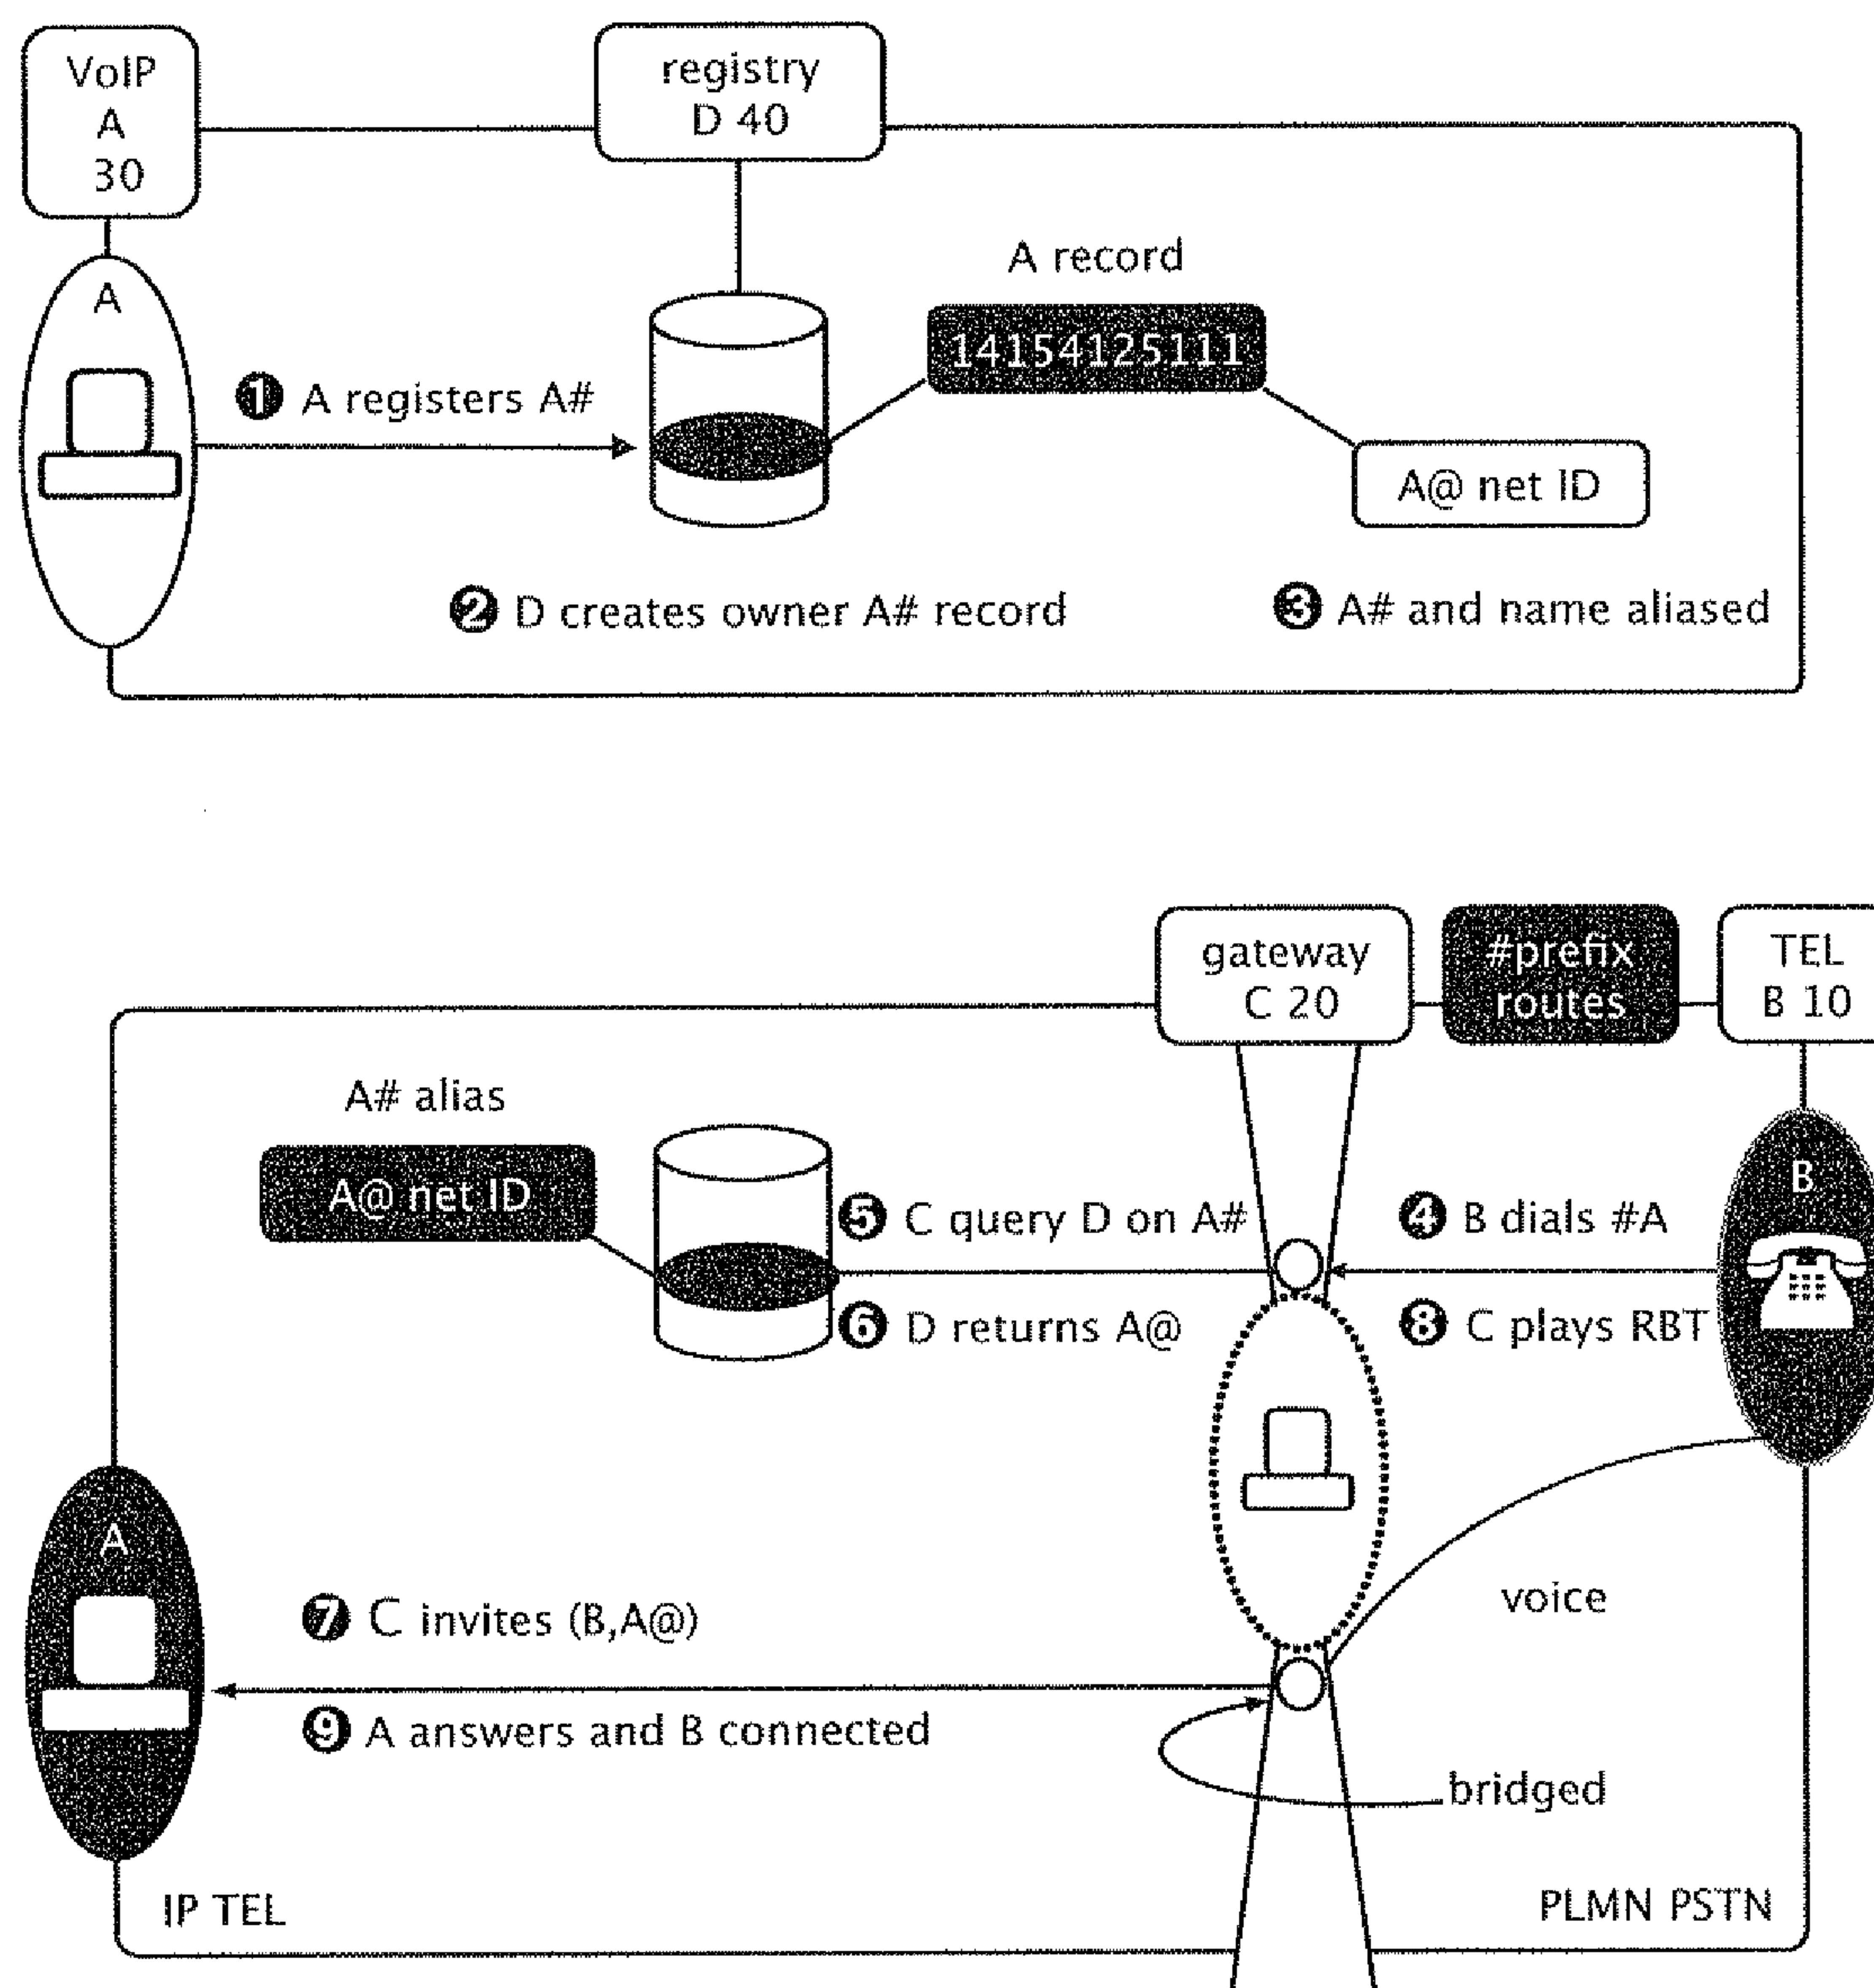 VoIP
A
30
registry
D 40
A record
A
14154125111
❶ A registers A#
A@ net ID
❷ D creates owner A# record
❸ A# and name aliased
gateway
C 20
#prefix
routes
TEL
B 10
A# alias
A@ net ID
B
❺ C query D on A#
❹ B dials #A
❻ D returns A@
❽ C plays RBT
A
❼ C invites (B,A@)
voice
❾ A answers and B connected
bridged
IP TEL
PLMN PSTN